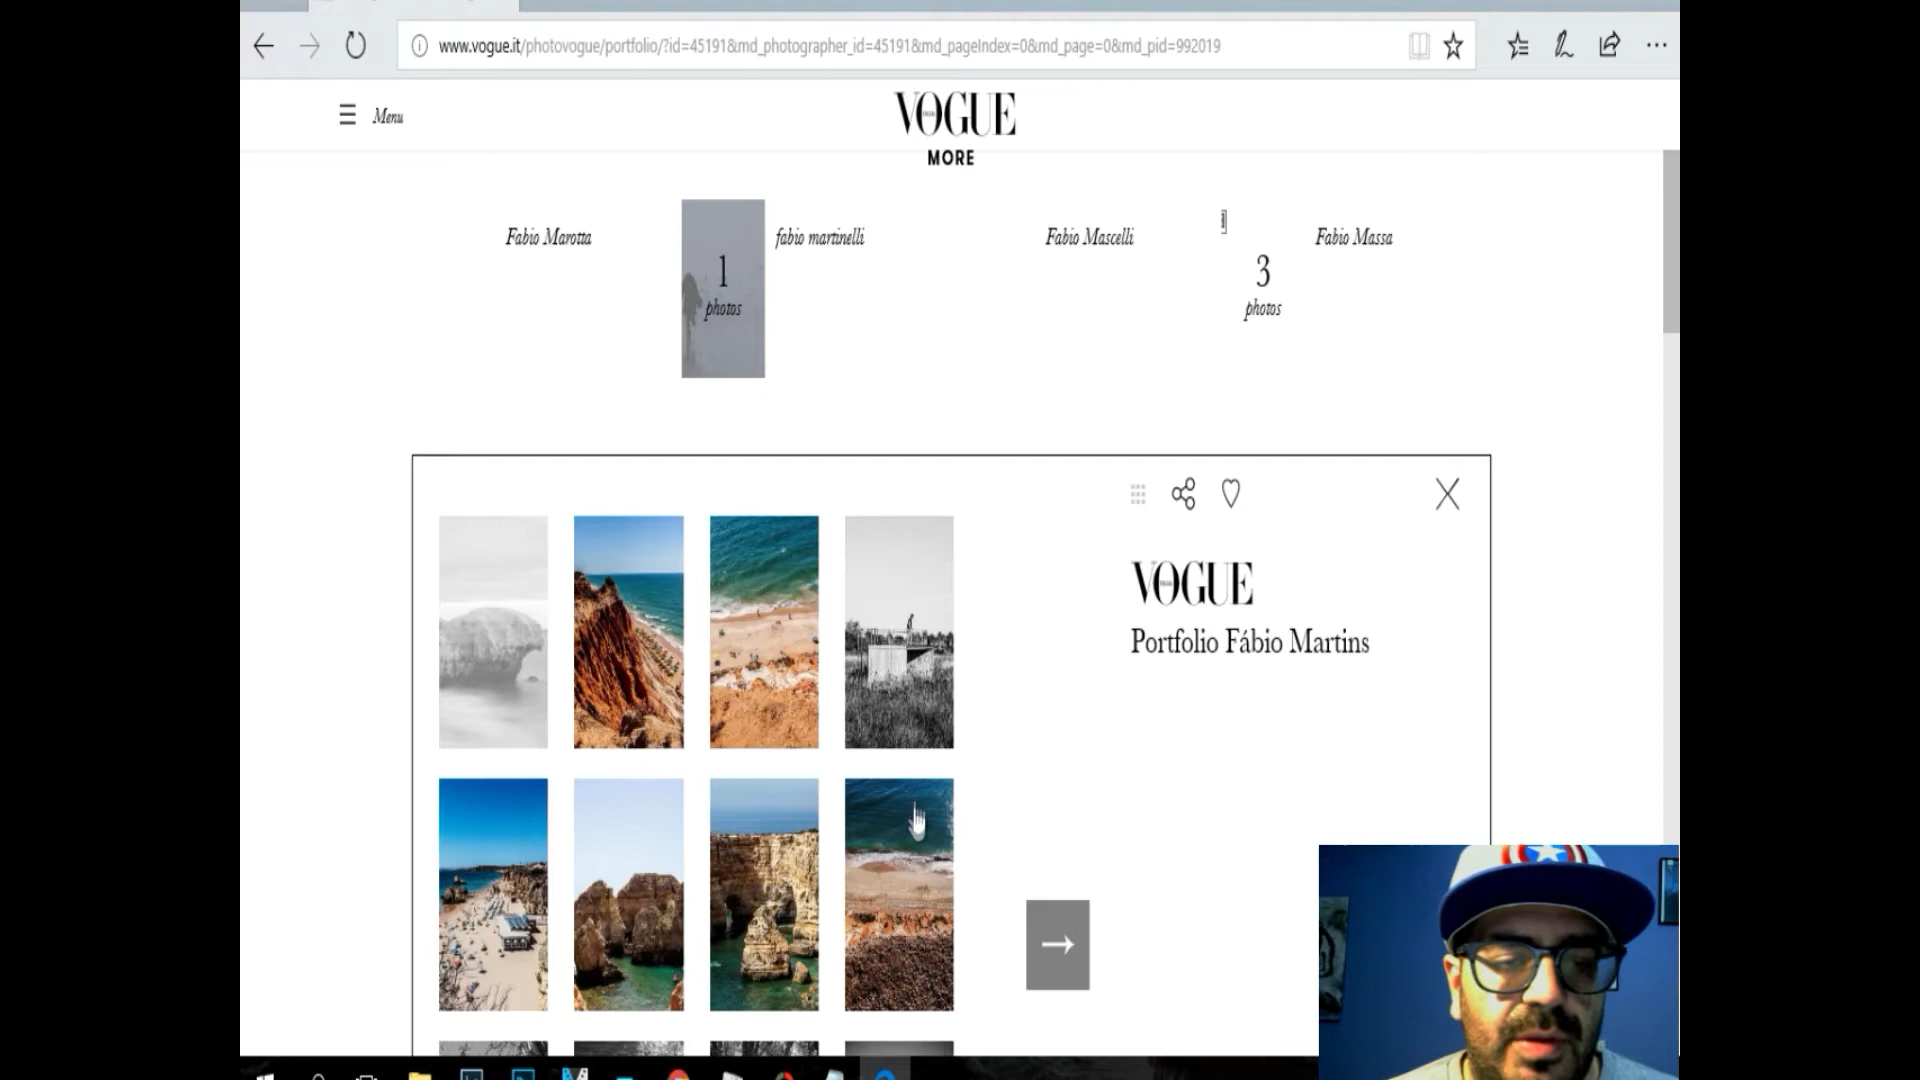 www.vogue.it/photovogue/portfolio/?id=45191&md_photographer_id=45191&md_pageIndex=0&md_page=0&md_pid=992019
Menu
VOGUE
MORE
Fabio Marotta
fabio martinelli
Fabio Mascelli
Fabio Massa
1
photos
3
photos
VOGUE
Portfolio Fábio Martins